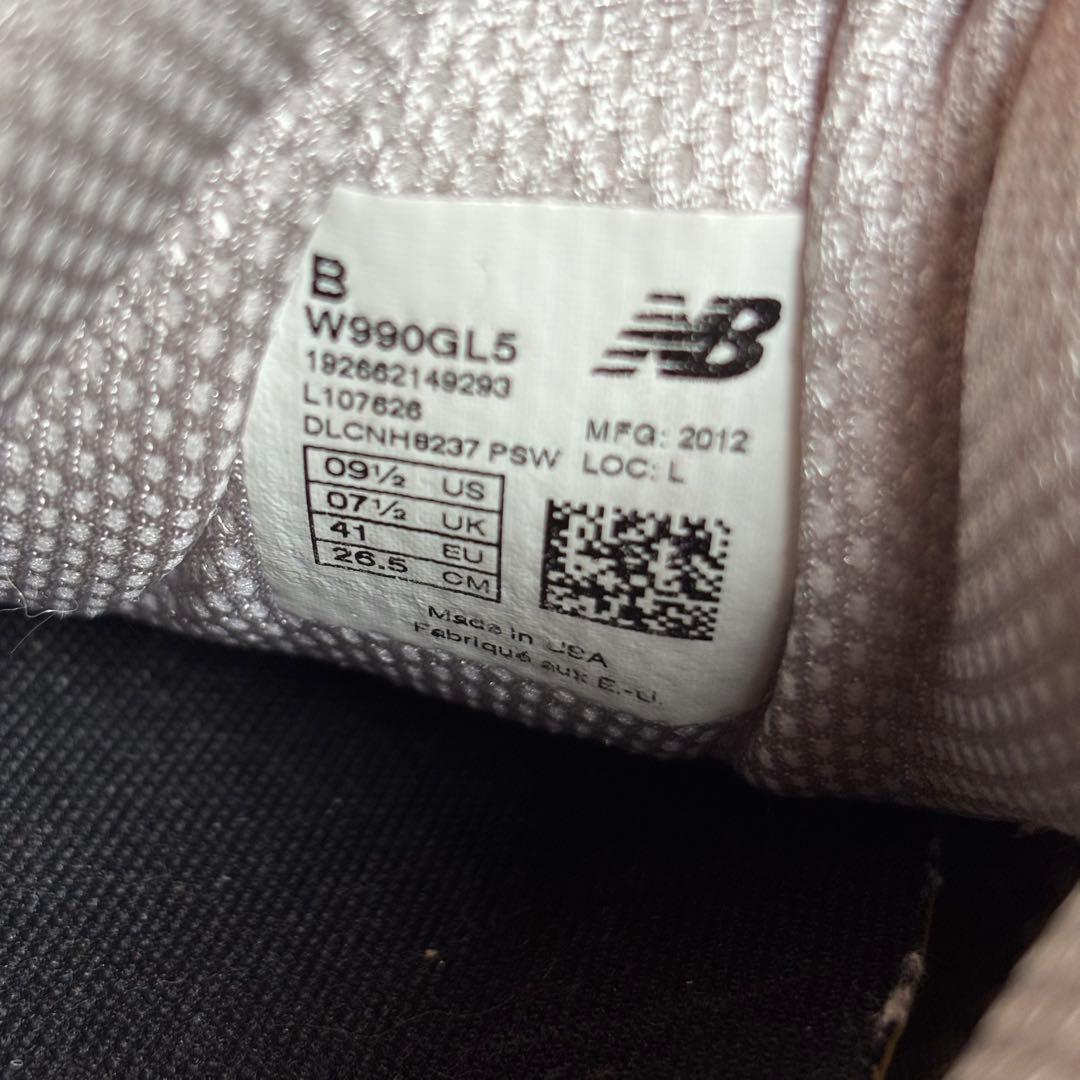 B
W990GL5
192662149293
L107626
DLCNH8237 PSW
NB
MFG: 2012
LOC: L
09½ US
07½ UK
41 EU
26.5 CM
Made in USA
Fabriqué aux E.-U.